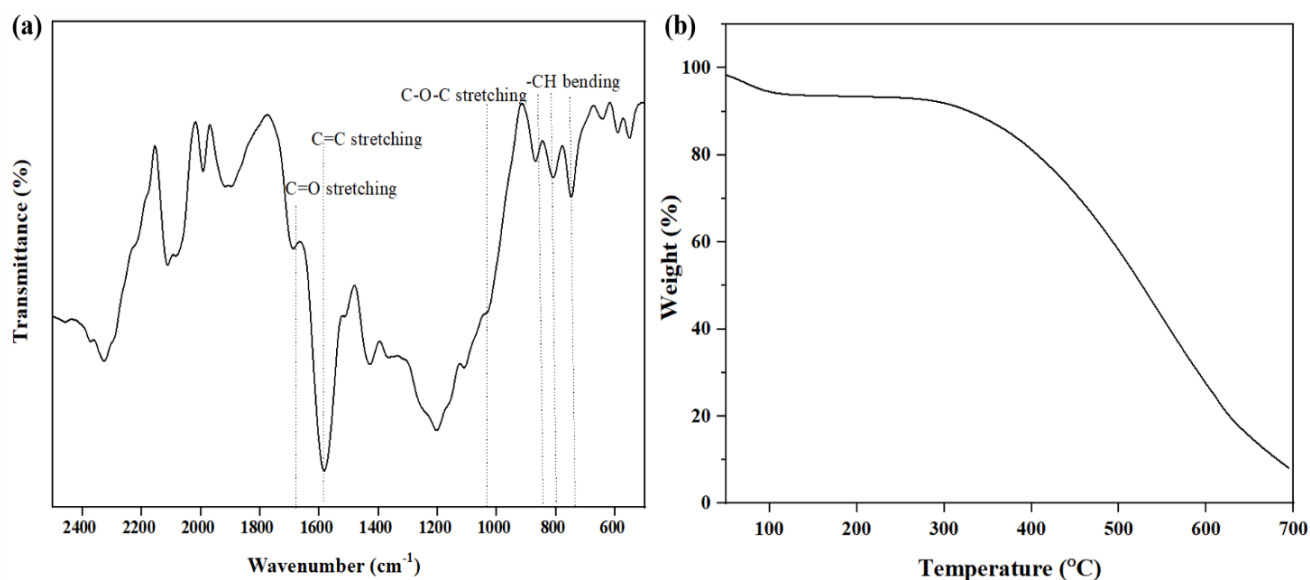 (a)
-CH bending
C-O-C stretching
C=C stretching
C=O stretching
Transmittance (%)
2400 2200 2000 1800 1600 1400 1200 1000 800 600
Wavenumber (cm⁻¹)
(b)
100
80
60
40
20
0
Weight (%)
100 200 300 400 500 600 700
Temperature (°C)